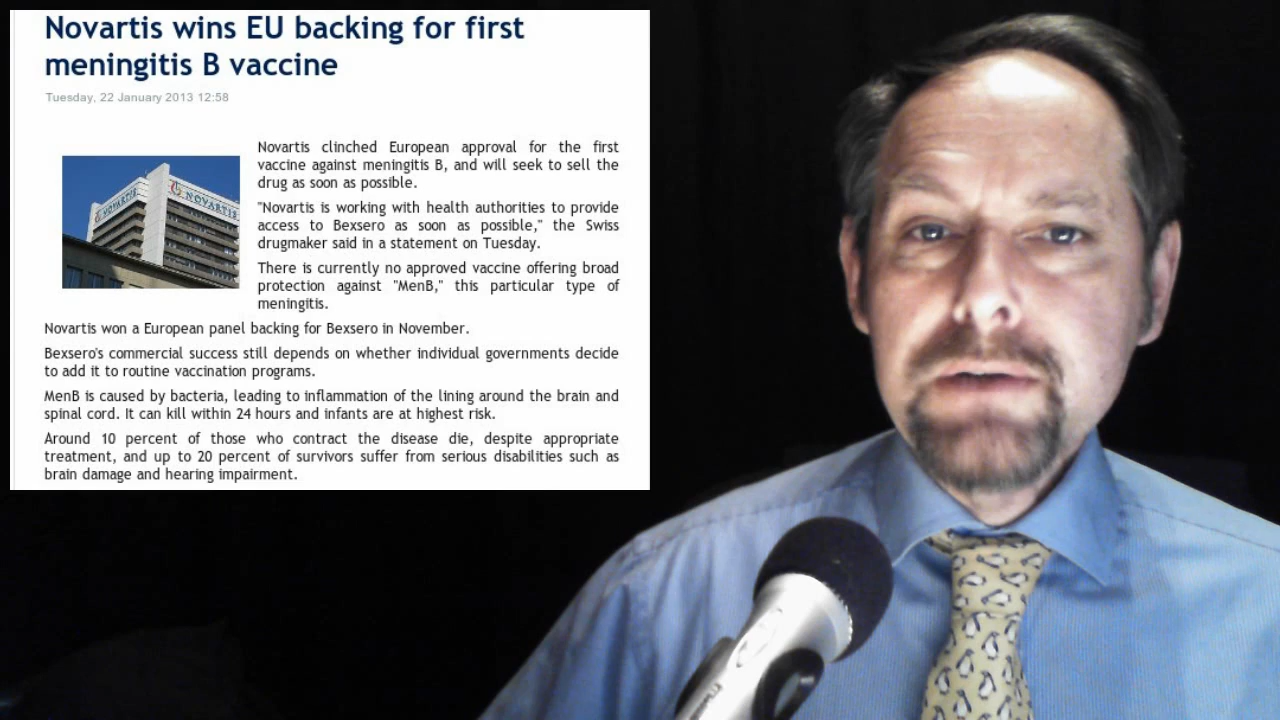 Novartis wins EU backing for first
meningitis B vaccine
Tuesday, 22 January 2013 12:58
NOVARTIS
NOVARTIS
Novartis clinched European approval for the first
vaccine against meningitis B, and will seek to sell the
drug as soon as possible.
"Novartis is working with health authorities to provide
access to Bexsero as soon as possible," the Swiss
drugmaker said in a statement on Tuesday.
There is currently no approved vaccine offering broad
protection against "MenB," this particular type of
meningitis.
Novartis won a European panel backing for Bexsero in November.
Bexsero's commercial success still depends on whether individual governments decide
to add it to routine vaccination programs.
MenB is caused by bacteria, leading to inflammation of the lining around the brain and
spinal cord. It can kill within 24 hours and infants are at highest risk.
Around 10 percent of those who contract the disease die, despite appropriate
treatment, and up to 20 percent of survivors suffer from serious disabilities such as
brain damage and hearing impairment.